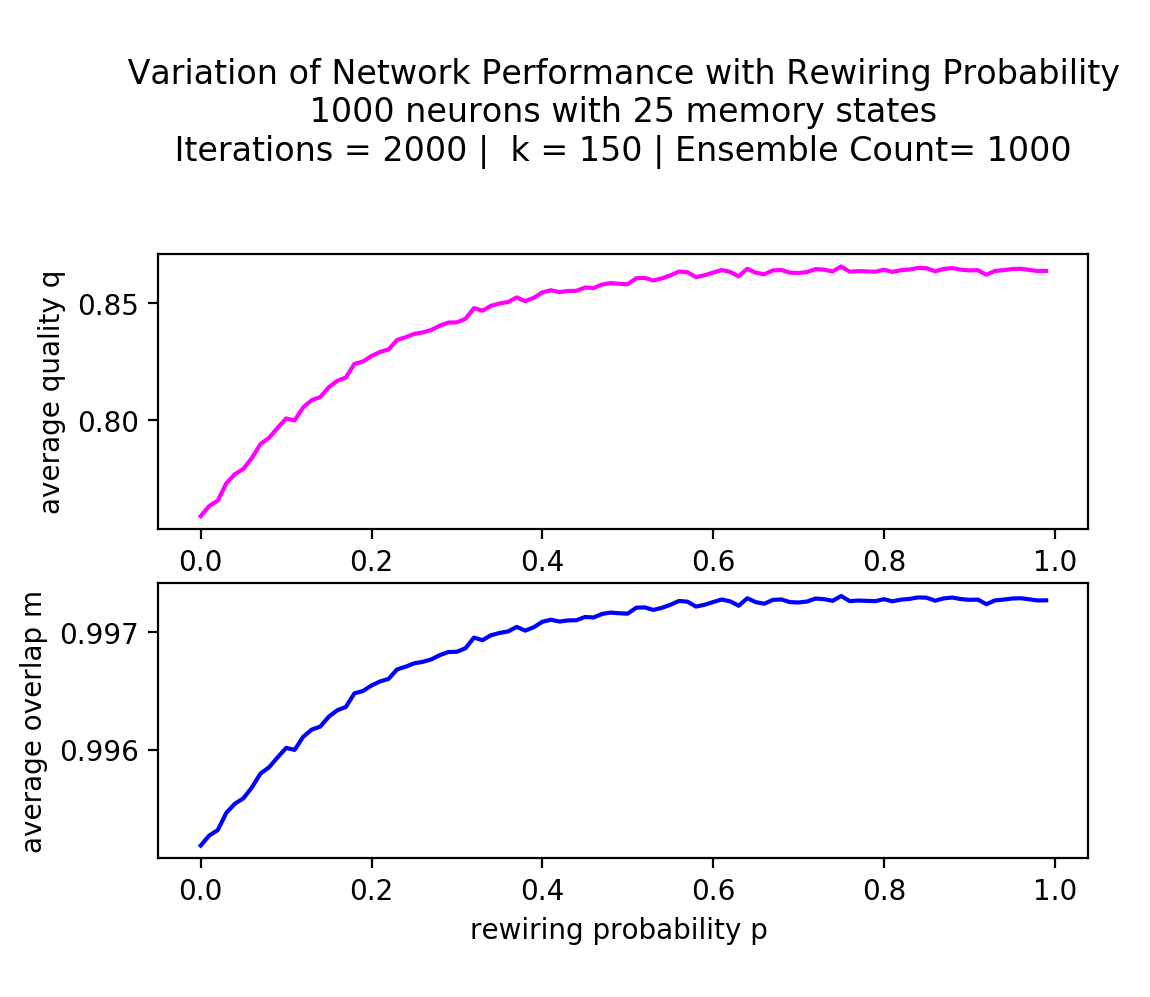 Variation of Network Performance with Rewiring Probability
1000 neurons with 25 memory states
Iterations = 2000 |  k = 150 | Ensemble Count= 1000
average quality q
0.85
0.80
0.0 0.2 0.4 0.6 0.8 1.0
average overlap m
0.997
0.996
0.0 0.2 0.4 0.6 0.8 1.0
rewiring probability p